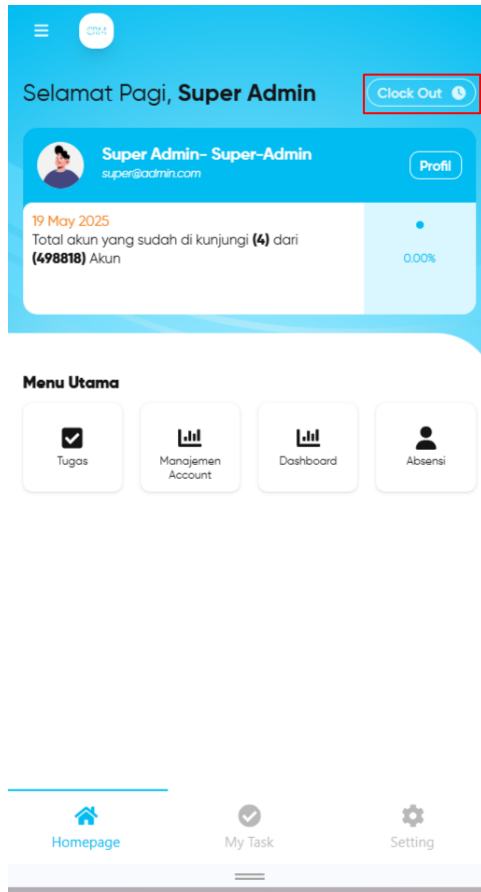 CRM
Selamat Pagi, Super Admin
Clock Out
Super Admin- Super-Admin
super@admin.com
Profil
19 May 2025
Total akun yang sudah di kunjungi (4) dari
(498818) Akun
0.00%
Menu Utama
Tugas
Manajemen
Account
Dashboard
Absensi
Homepage
My Task
Setting